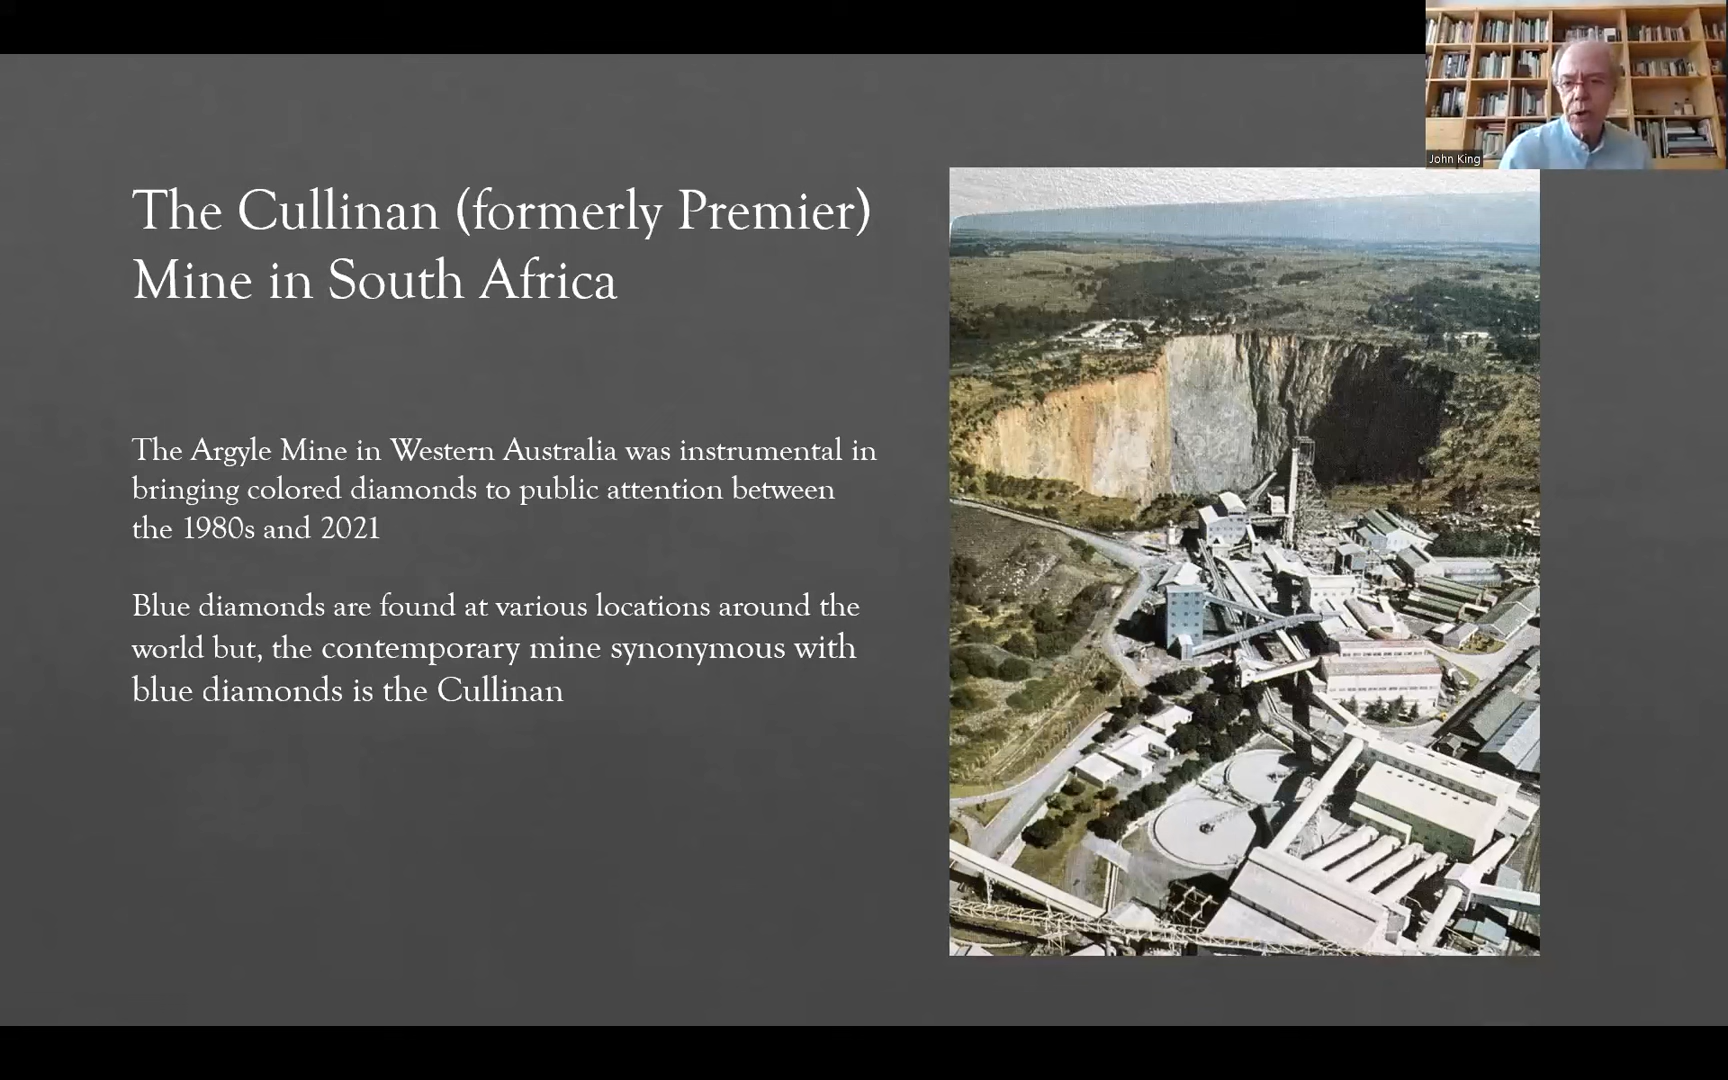 John King
The Cullinan (formerly Premier)
Mine in South Africa
The Argyle Mine in Western Australia was instrumental in
bringing colored diamonds to public attention between
the 1980s and 2021
Blue diamonds are found at various locations around the
world but, the contemporary mine synonymous with
blue diamonds is the Cullinan